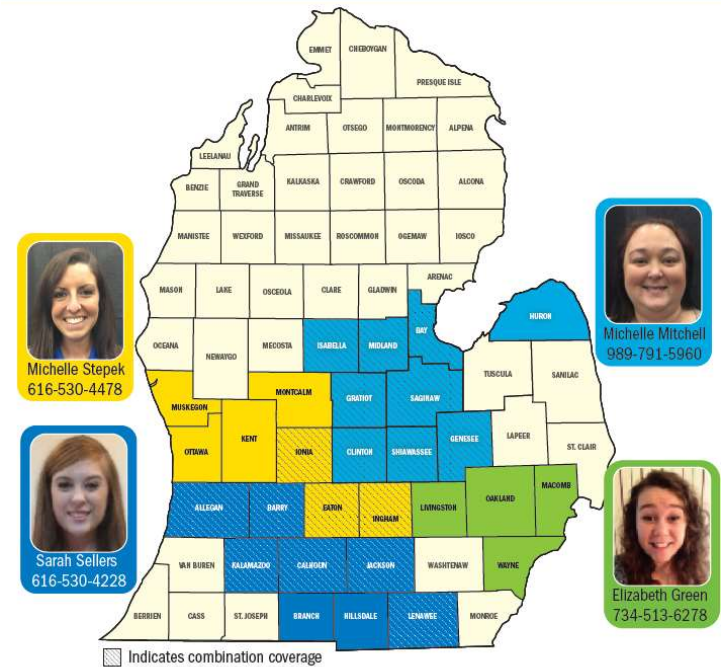 EMMET
CHEBOYGAN
PRESQUE ISLE
CHARLEVOIX
ANTRIM
OTSEGO
MONTMORENCY
ALPENA
LEELANAU
BENZIE
GRAND
TRAVERSE
KALKASKA
CRAWFORD
OSCODA
ALCONA
MANISTEE
WEXFORD
MISSAUKEE
ROSCOMMON
OGEMAW
IOSCO
ARENAC
MASON
LAKE
OSCEOLA
CLARE
GLADWIN
HURON
BAY
OCEANA
NEWAYGO
MECOSTA
ISABELLA
MIDLAND
Michelle Stepek
616-530-4478
Michelle Mitchell
989-791-5960
TUSCULA
SANILAC
MUSKEGON
MONTCALM
GRATIOT
SAGINAW
OTTAWA
KENT
IONIA
CLINTON
SHIAWASSEE
GENESEE
LAPEER
ST. CLAIR
ALLEGAN
BARRY
EATON
INGHAM
LIVINGSTON
OAKLAND
MACOMB
Sarah Sellers
616-530-4228
VAN BUREN
KALAMAZOO
CALHOUN
JACKSON
WASHTENAW
WAYNE
Elizabeth Green
734-513-6278
BERRIEN
CASS
ST. JOSEPH
BRANCH
HILLSDALE
LENAWEE
MONROE
Indicates combination coverage